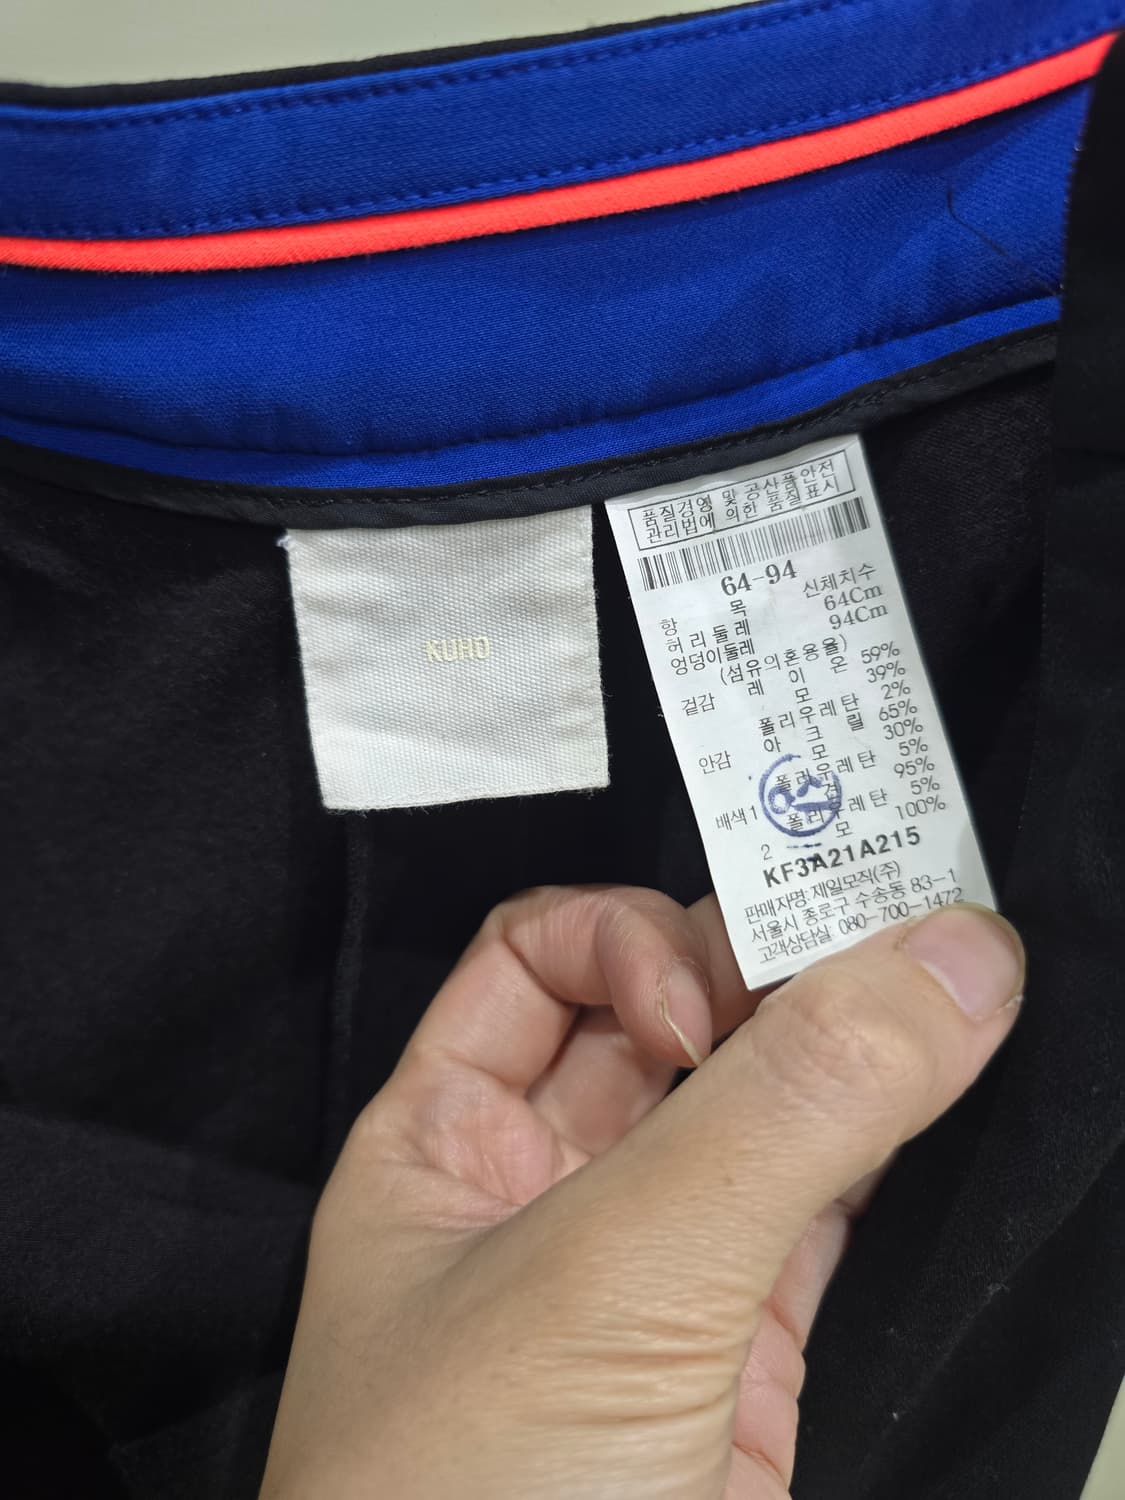 KUHO
품질경영 및 공산품안전
관리법에 의한 품질표시
64-94
항 목 신체치수
허리둘레 64Cm
엉덩이둘레 94Cm
(섬유의혼용율)
겉감 레 이 온 59%
모 39%
폴리우레탄 2%
안감 아 크 릴 65%
모 30%
폴리우레탄 5%
배색1 95%
폴리우레탄 5%
2 모 100%
KF3A21A215
판매자명:제일모직(주)
서울시 종로구 수송동 83-1
고객상담실 080-700-1472